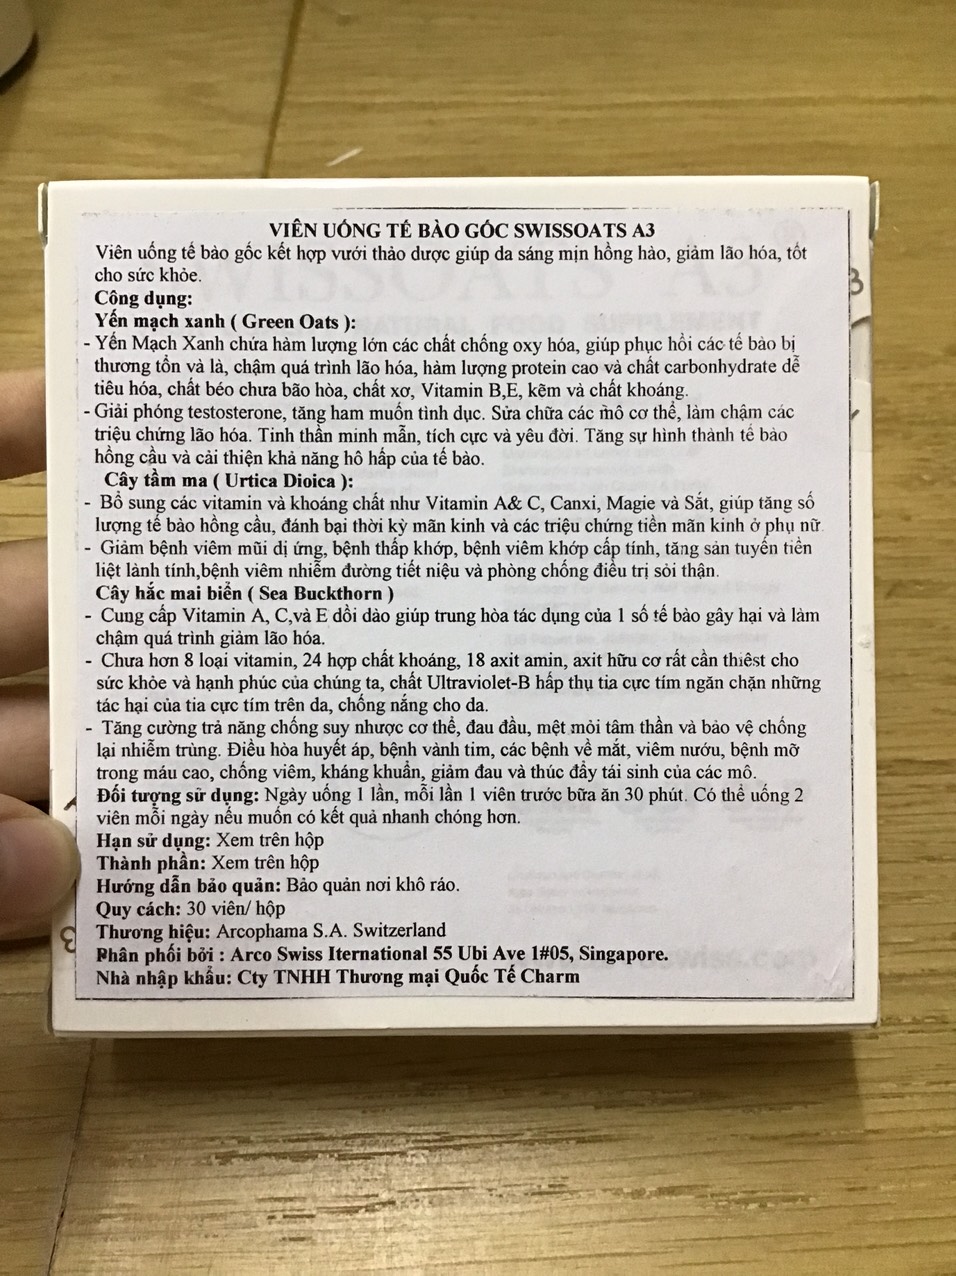 VIÊN UỐNG TẾ BÀO GỐC SWISSOATS A3
Viên uống tế bào gốc kết hợp vưới thảo dược giúp da sáng mịn hồng hào, giảm lão hóa, tốt
cho sức khỏe.
Công dụng:
Yến mạch xanh ( Green Oats ):
- Yến Mạch Xanh chứa hàm lượng lớn các chất chống oxy hóa, giúp phục hồi các tế bảo bị
thương tổn và là, chậm quá trình lão hóa, hàm lượng protein cao và chất carbonhydrate dễ
tiêu hóa, chất béo chưa bão hòa, chất xơ, Vitamin B,E, kẽm và chất khoáng.
- Giải phóng testosterone, tăng ham muốn tình dục. Sửa chữa các mô cơ thể, làm chậm các
triệu chứng lão hóa. Tinh thần minh mẫn, tích cực và yêu đời. Tăng sự hình thành tế bào
hồng cầu và cải thiện khả năng hô hấp của tế bào.
Cây tầm ma ( Urtica Dioica ):
- Bổ sung các vitamin và khoáng chất như Vitamin A& C, Canxi, Magie và Sắt, giúp tăng số
lượng tế bào hồng cầu, đánh bại thời kỳ mãn kinh và các triệu chứng tiền mãn kinh ở phụ nữ.
- Giảm bệnh viêm mũi dị ứng, bệnh thấp khớp, bệnh viêm khớp cấp tính, tăng sản tuyến tiền
liệt lành tính,bệnh viêm nhiễm đường tiết niệu và phòng chống điều trị sỏi thận.
Cây hắc mai biển ( Sea Buckthorn )
- Cung cấp Vitamin A, C,và E dồi dào giúp trung hòa tác dụng của 1 số tế bào gây hại và làm
chậm quá trình giảm lão hóa.
- Chưa hơn 8 loại vitamin, 24 hợp chất khoáng, 18 axit amin, axit hữu cơ rất cần thiêst cho
sức khỏe và hạnh phúc của chúng ta, chất Ultraviolet-B hấp thụ tia cực tím ngăn chặn những
tác hại của tia cực tím trên da, chống nắng cho da.
- Tăng cường trả năng chống suy nhược cơ thể, đau đầu, mệt mỏi tâm thần và bảo vệ chống
lại nhiễm trùng. Điều hòa huyết áp, bệnh vành tim, các bệnh về mắt, viêm nướu, bệnh mỡ
trong máu cao, chống viêm, kháng khuẩn, giảm đau và thúc đẩy tái sinh của các mô.
Đối tượng sử dụng: Ngày uống 1 lần, mỗi lần 1 viên trước bữa ăn 30 phút. Có thể uống 2
viên mỗi ngày nếu muốn có kết quả nhanh chóng hơn.
Hạn sử dụng: Xem trên hộp
Thành phần: Xem trên hộp
Hướng dẫn bảo quản: Bảo quản nơi khô ráo.
Quy cách: 30 viên/ hộp
Thương hiệu: Arcophama S.A. Switzerland
Phân phối bởi : Arco Swiss Iternational 55 Ubi Ave 1#05, Singapore.
Nhà nhập khẩu: Cty TNHH Thương mại Quốc Tế Charm